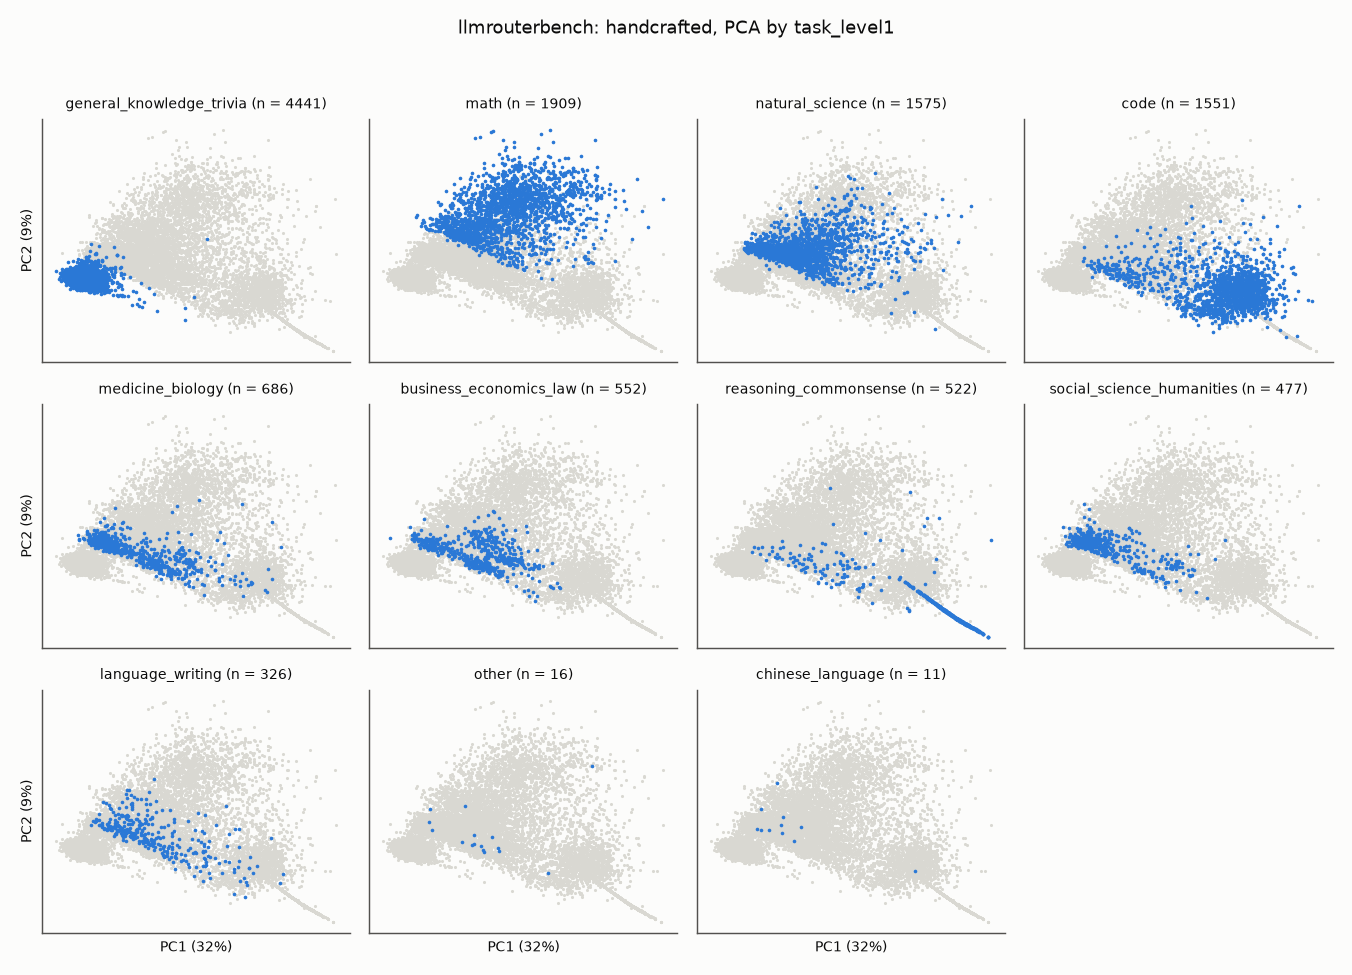 llmrouterbench: handcrafted, PCA by task_level1
general_knowledge_trivia (n = 4441)
math (n = 1909)
natural_science (n = 1575)
code (n = 1551)
PC2 (9%)
medicine_biology (n = 686)
business_economics_law (n = 552)
reasoning_commonsense (n = 522)
social_science_humanities (n = 477)
PC2 (9%)
language_writing (n = 326)
other (n = 16)
chinese_language (n = 11)
PC2 (9%)
PC1 (32%)
PC1 (32%)
PC1 (32%)